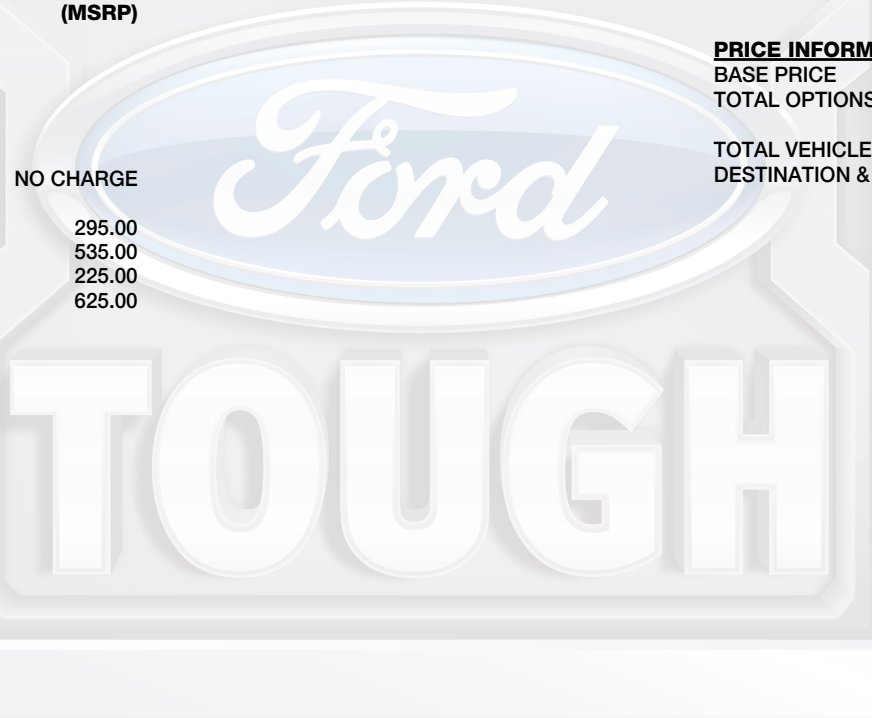 (MSRP)
PRICE INFORM
BASE PRICE
TOTAL OPTIONS
TOTAL VEHICLE
DESTINATION &
NO CHARGE
295.00
535.00
225.00
625.00
Ford
TOUGH